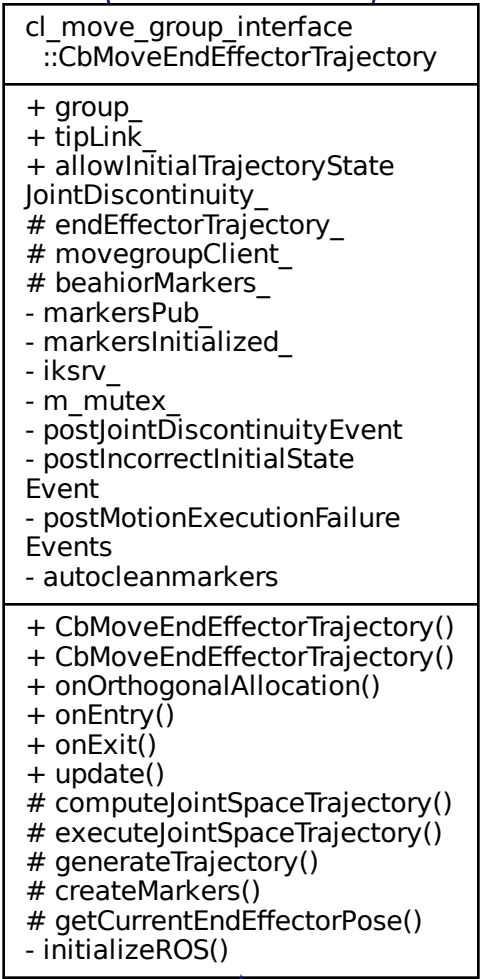 cl_move_group_interface
::CbMoveEndEffectorTrajectory
+ group_
+ tipLink_
+ allowInitialTrajectoryState
JointDiscontinuity_
# endEffectorTrajectory_
# movegroupClient_
# beahiorMarkers_
- markersPub_
- markersInitialized_
- iksrv_
- m_mutex_
- postJointDiscontinuityEvent
- postIncorrectInitialState
Event
- postMotionExecutionFailure
Events
- autocleanmarkers
+ CbMoveEndEffectorTrajectory()
+ CbMoveEndEffectorTrajectory()
+ onOrthogonalAllocation()
+ onEntry()
+ onExit()
+ update()
# computeJointSpaceTrajectory()
# executeJointSpaceTrajectory()
# generateTrajectory()
# createMarkers()
# getCurrentEndEffectorPose()
- initializeROS()